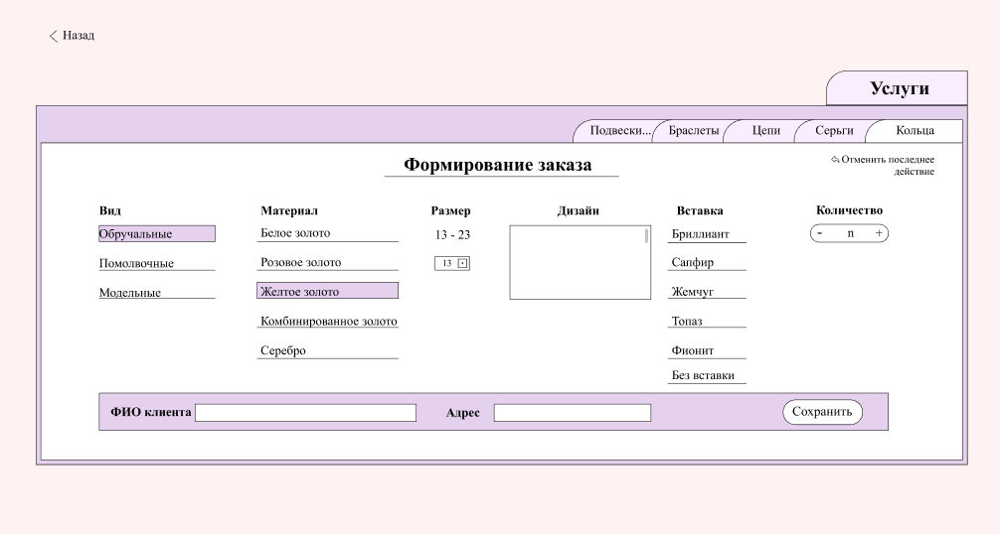 Назад
Услуги
Подвески... Браслеты Цепи Серьги Кольца
Формирование заказа
Отменить последнее
действие
Вид Материал Размер Дизайн Вставка Количество
Обручальные Белое золото 13 - 23 Бриллиант - n +
Помолвочные Розовое золото 13 Сапфир
Модельные Желтое золото Жемчуг
Комбинированное золото Топаз
Серебро Фионит
Без вставки
ФИО клиента Адрес Сохранить